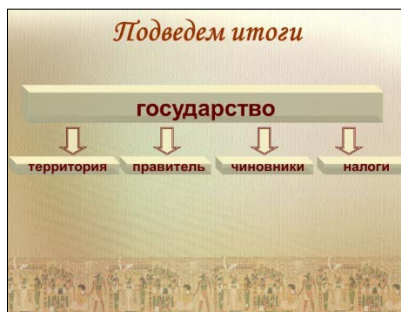 Подведем итоги
государство
территория правитель чиновники налоги